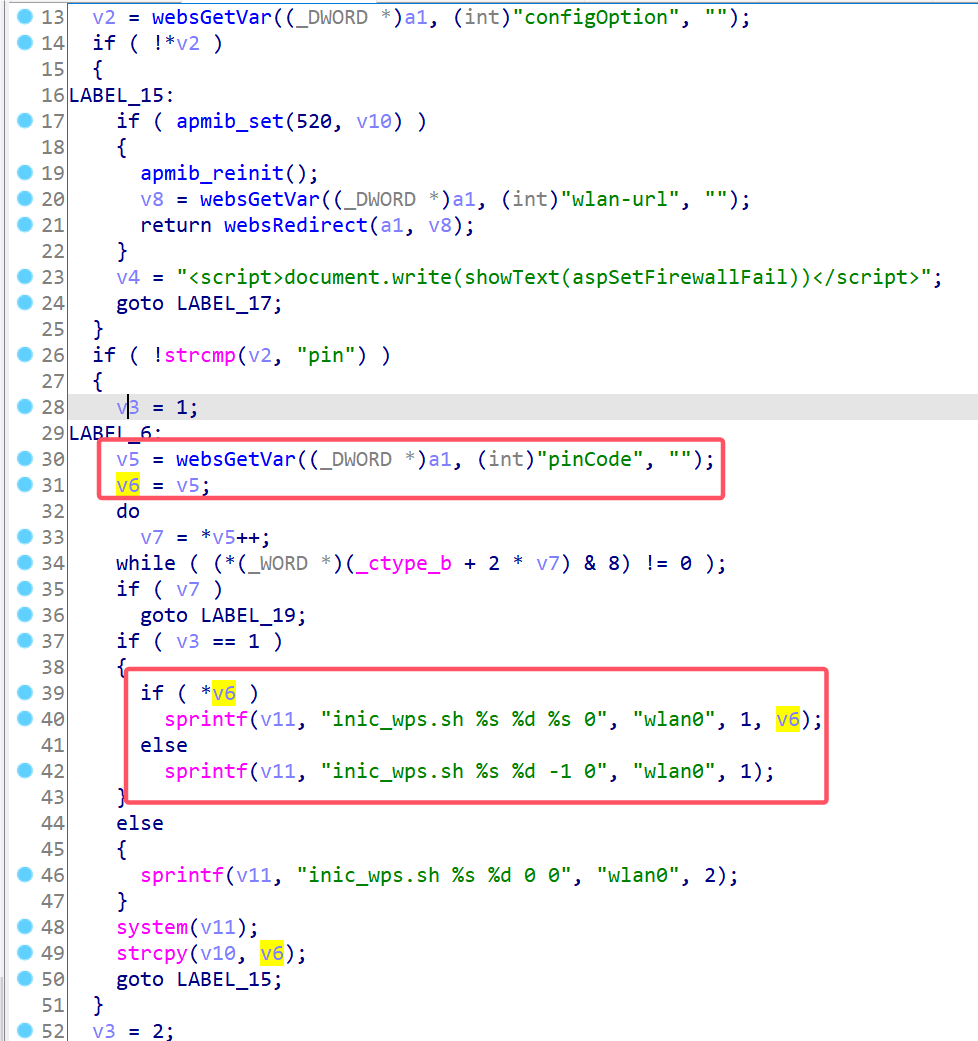 13 v2 = websGetVar((_DWORD *)a1, (int)"configOption", "");
14 if ( !*v2 )
15 {
16 LABEL_15:
17 if ( apmib_set(520, v10) )
18 {
19 apmib_reinit();
20 v8 = websGetVar((_DWORD *)a1, (int)"wlan-url", "");
21 return websRedirect(a1, v8);
22 }
23 v4 = "<script>document.write(showText(aspSetFirewallFail))</script>";
24 goto LABEL_17;
25 }
26 if ( !strcmp(v2, "pin") )
27 {
28 v3 = 1;
29 LABEL_6:
30 v5 = websGetVar((_DWORD *)a1, (int)"pinCode", "");
31 v6 = v5;
32 do
33 v7 = *v5++;
34 while ( (*(_WORD *)(_ctype_b + 2 * v7) & 8) != 0 );
35 if ( v7 )
36 goto LABEL_19;
37 if ( v3 == 1 )
38 {
39 if ( *v6 )
40 sprintf(v11, "inic_wps.sh %s %d %s 0", "wlan0", 1, v6);
41 else
42 sprintf(v11, "inic_wps.sh %s %d -1 0", "wlan0", 1);
43 }
44 else
45 {
46 sprintf(v11, "inic_wps.sh %s %d 0 0", "wlan0", 2);
47 }
48 system(v11);
49 strcpy(v10, v6);
50 goto LABEL_15;
51 }
52 v3 = 2;